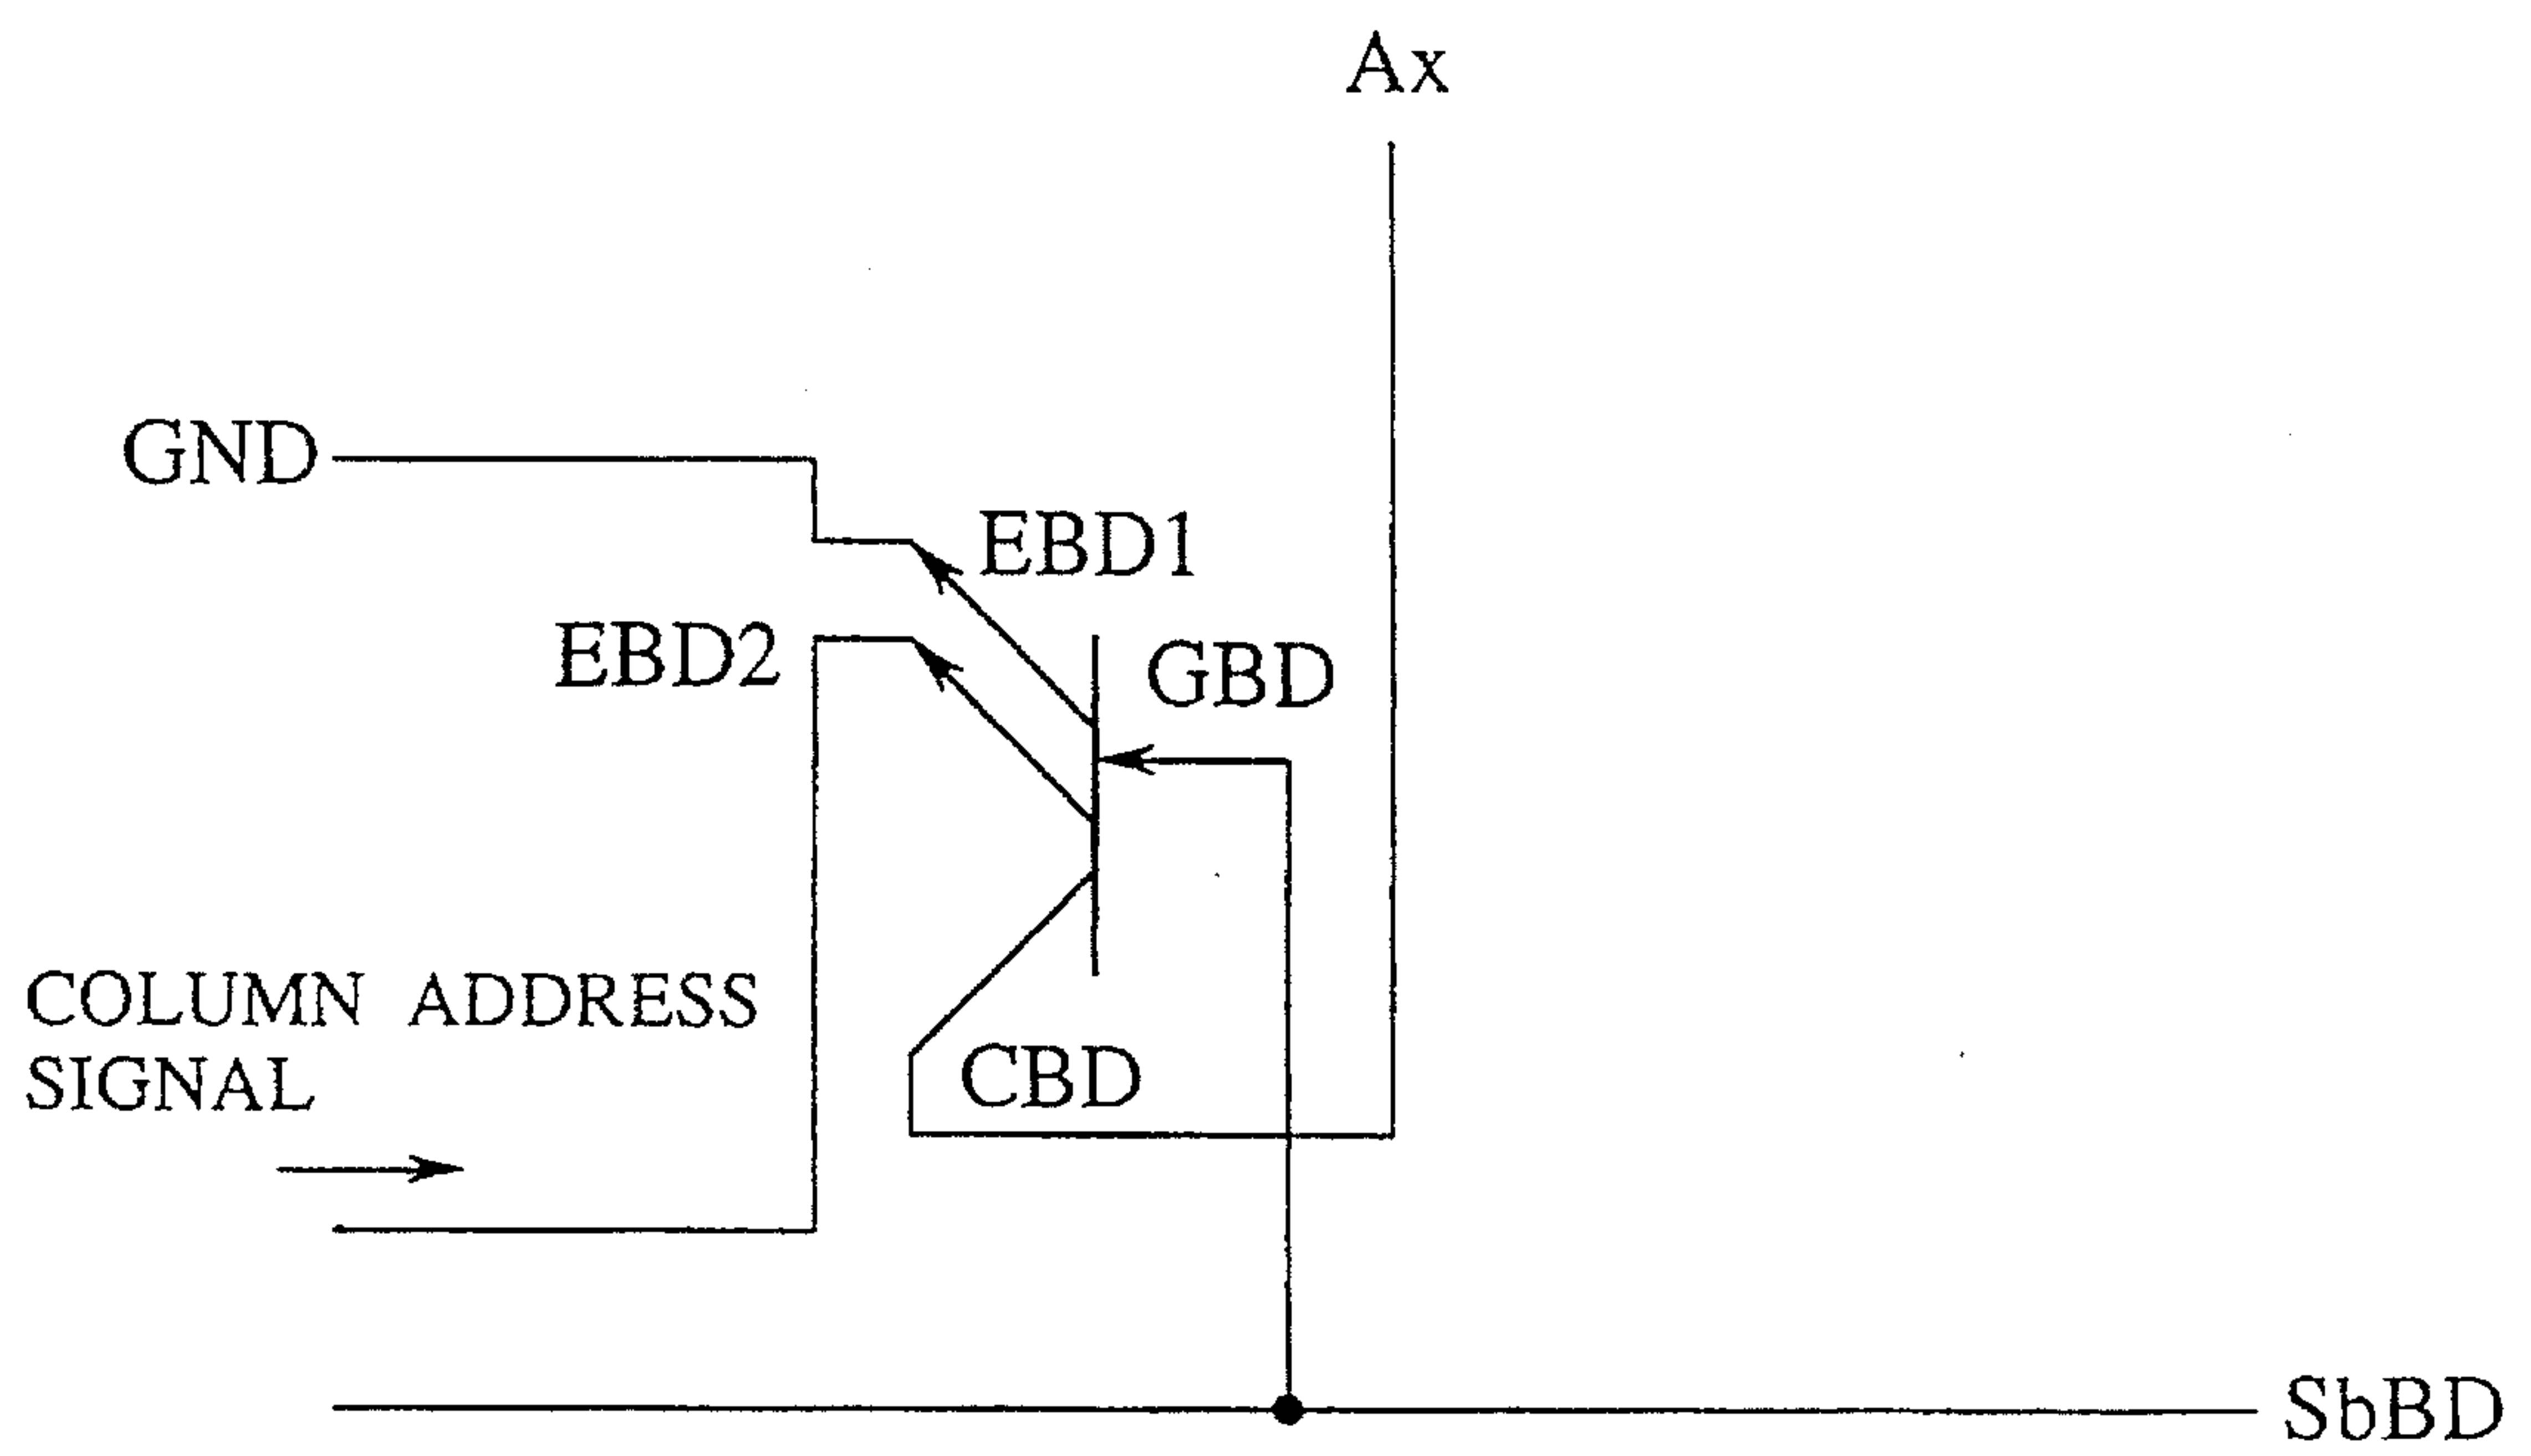 Ax
GND
EBD1
EBD2
GBD
COLUMN ADDRESS
SIGNAL
CBD
SbBD